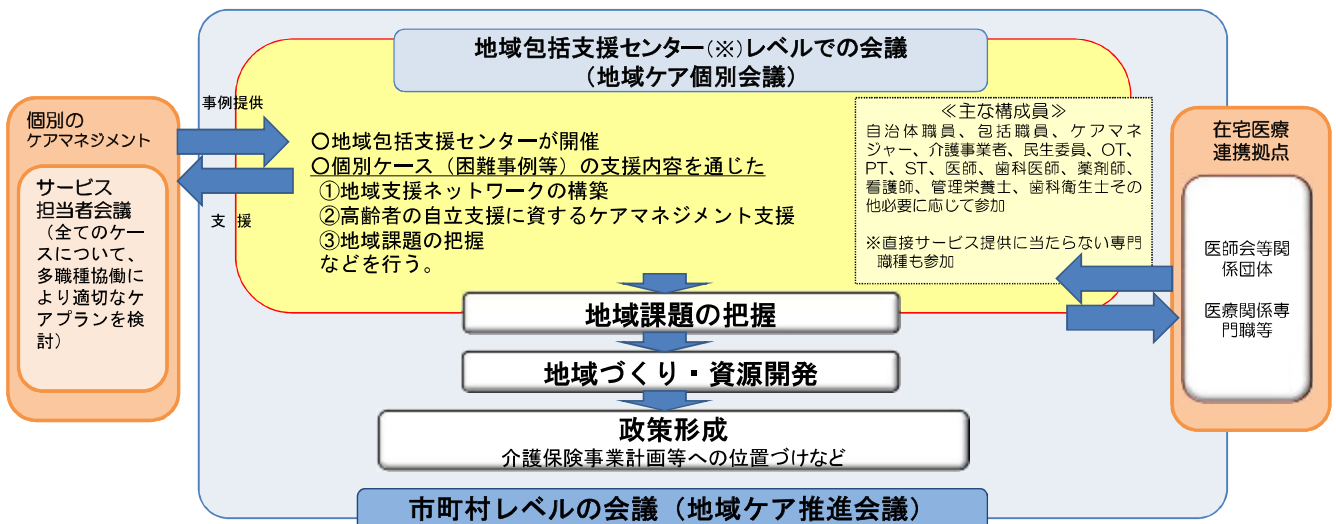 地域包括支援センター(※)レベルでの会議
（地域ケア個別会議）
個別の
ケアマネジメント
サービス
担当者会議
（全てのケー
スについて、
多職種協働に
より適切なケ
アプランを検
討）
事例提供
支 援
〇地域包括支援センターが開催
〇個別ケース（困難事例等）の支援内容を通じた
①地域支援ネットワークの構築
②高齢者の自立支援に資するケアマネジメント支援
③地域課題の把握
などを行う。
≪主な構成員≫
自治体職員、包括職員、ケアマネ
ジャー、介護事業者、民生委員、OT、
PT、ST、医師、歯科医師、薬剤師、
看護師、管理栄養士、歯科衛生士その
他必要に応じて参加
※直接サービス提供に当たらない専門
職種も参加
在宅医療
連携拠点
医師会等関
係団体
医療関係専
門職等
地域課題の把握
地域づくり・資源開発
政策形成
介護保険事業計画等への位置づけなど
市町村レベルの会議（地域ケア推進会議）